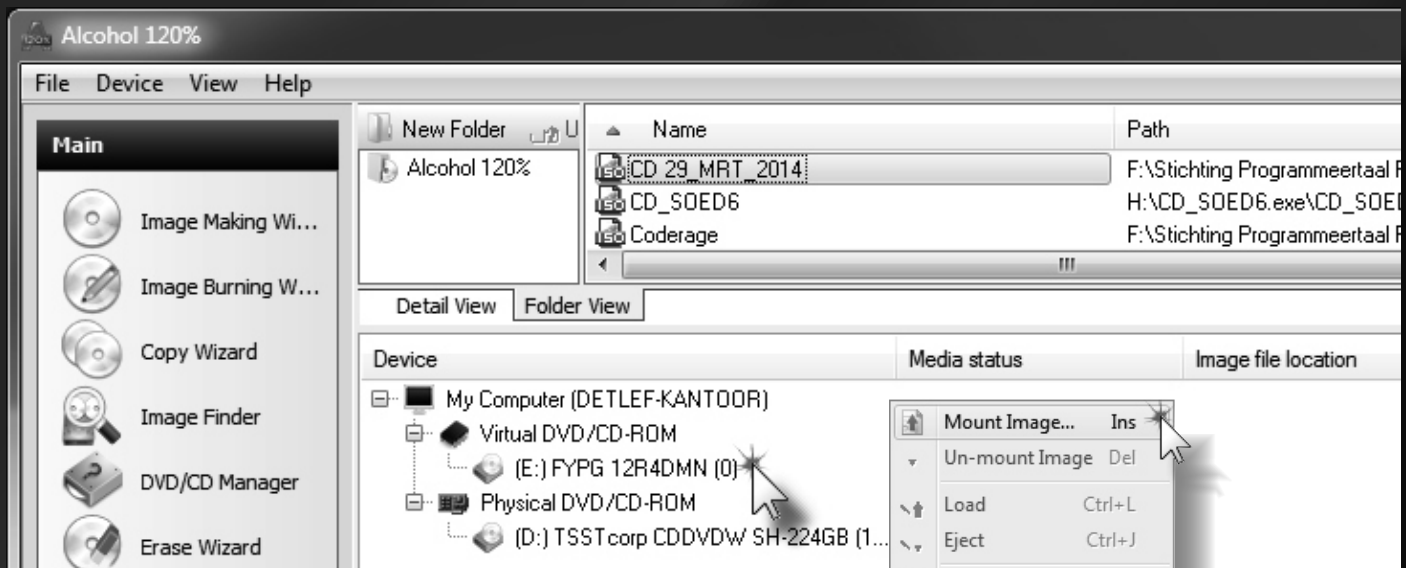 Alcohol 120%
File Device View Help
Main
Image Making Wi...
Image Burning W...
Copy Wizard
Image Finder
DVD/CD Manager
Erase Wizard
New Folder U
Alcohol 120%
Name Path
CD 29_MRT_2014 F:\Stichting Programmeertaal
CD_SOED6 H:\CD_SOED6.exe\CD_SOED
Coderage F:\Stichting Programmeertaal
Detail View Folder View
Device Media status Image file location
My Computer (DETLEF-KANTOOR)
Virtual DVD/CD-ROM
(E:) FYPG 12R4DMN (0)
Physical DVD/CD-ROM
(D:) TSSTcorp CDDVDW SH-224GB (1...
Mount Image... Ins
Un-mount Image Del
Load Ctrl+L
Eject Ctrl+J